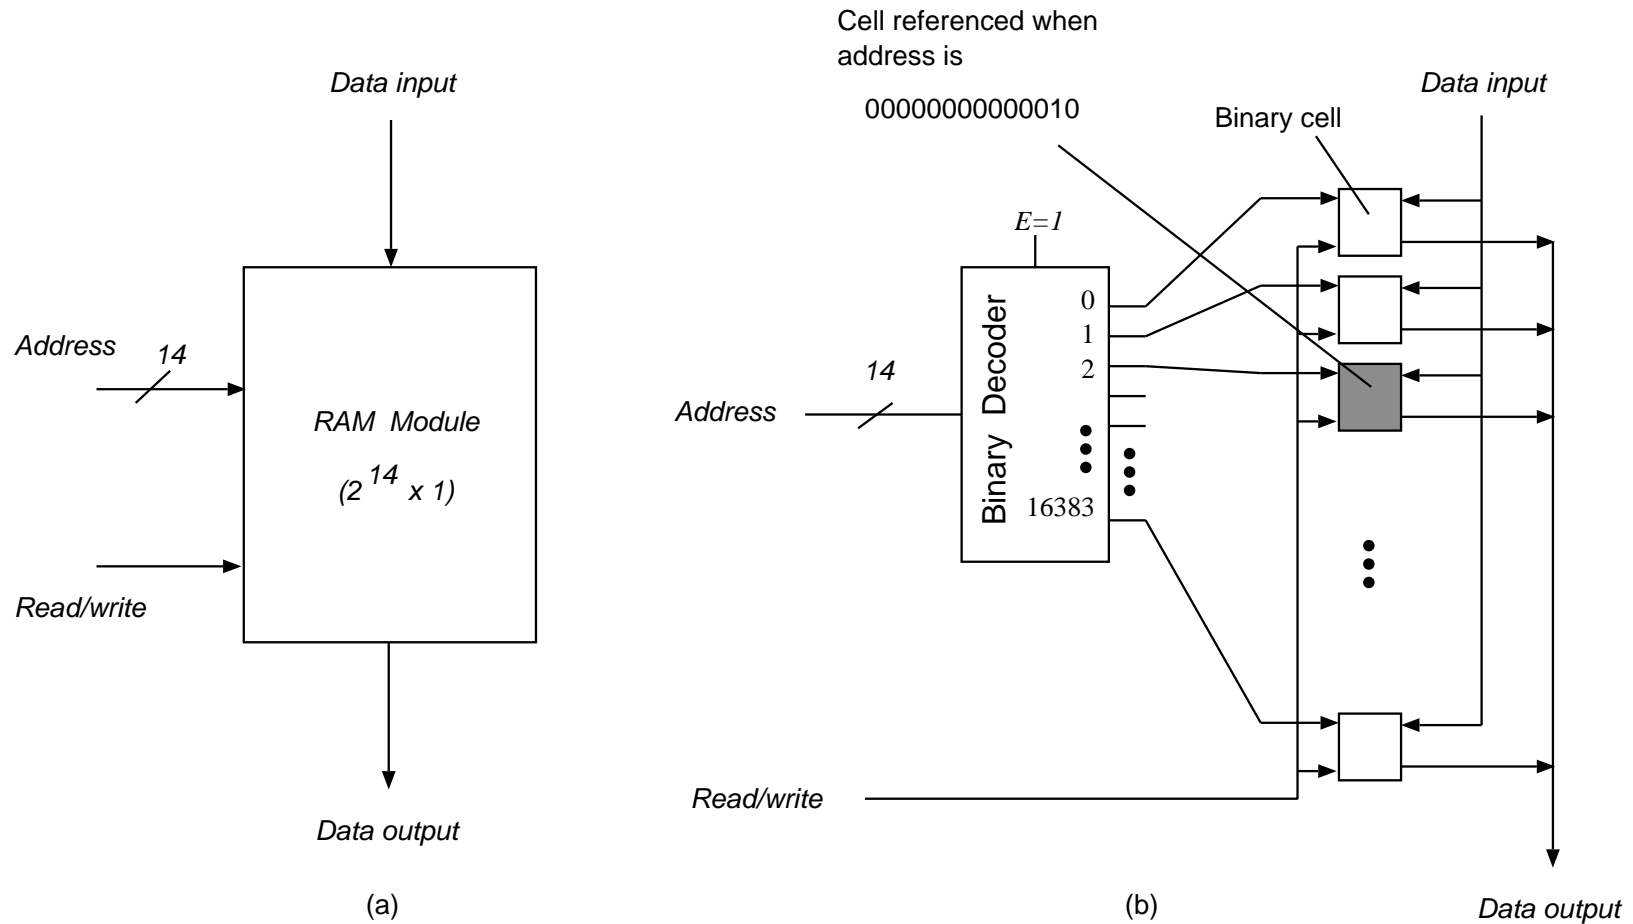 Data input
Address
14
RAM Module
(2^14 x 1)
Read/write
Data output
(a)
Cell referenced when
address is
00000000000010
Binary cell
Data input
E=1
Binary Decoder
0
1
2
16383
14
Address
Read/write
Data output
(b)